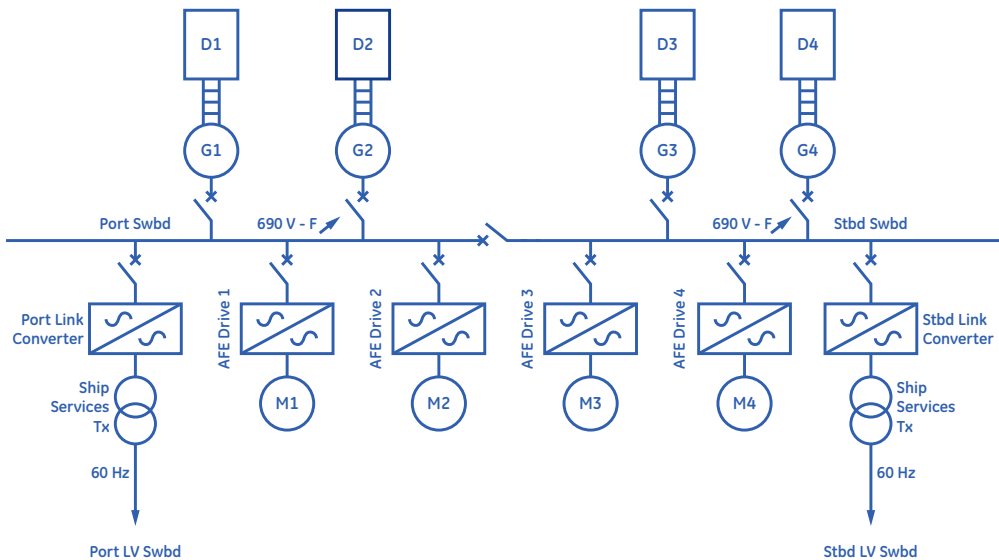 D1
D2
D3
D4
G1
G2
G3
G4
Port Swbd
690 V - F
690 V - F
Stbd Swbd
Port Link
Converter
AFE Drive 1
AFE Drive 2
AFE Drive 3
AFE Drive 4
Stbd Link
Converter
Ship
Services
Tx
M1
M2
M3
M4
Ship
Services
Tx
60 Hz
60 Hz
Port LV Swbd
Stbd LV Swbd